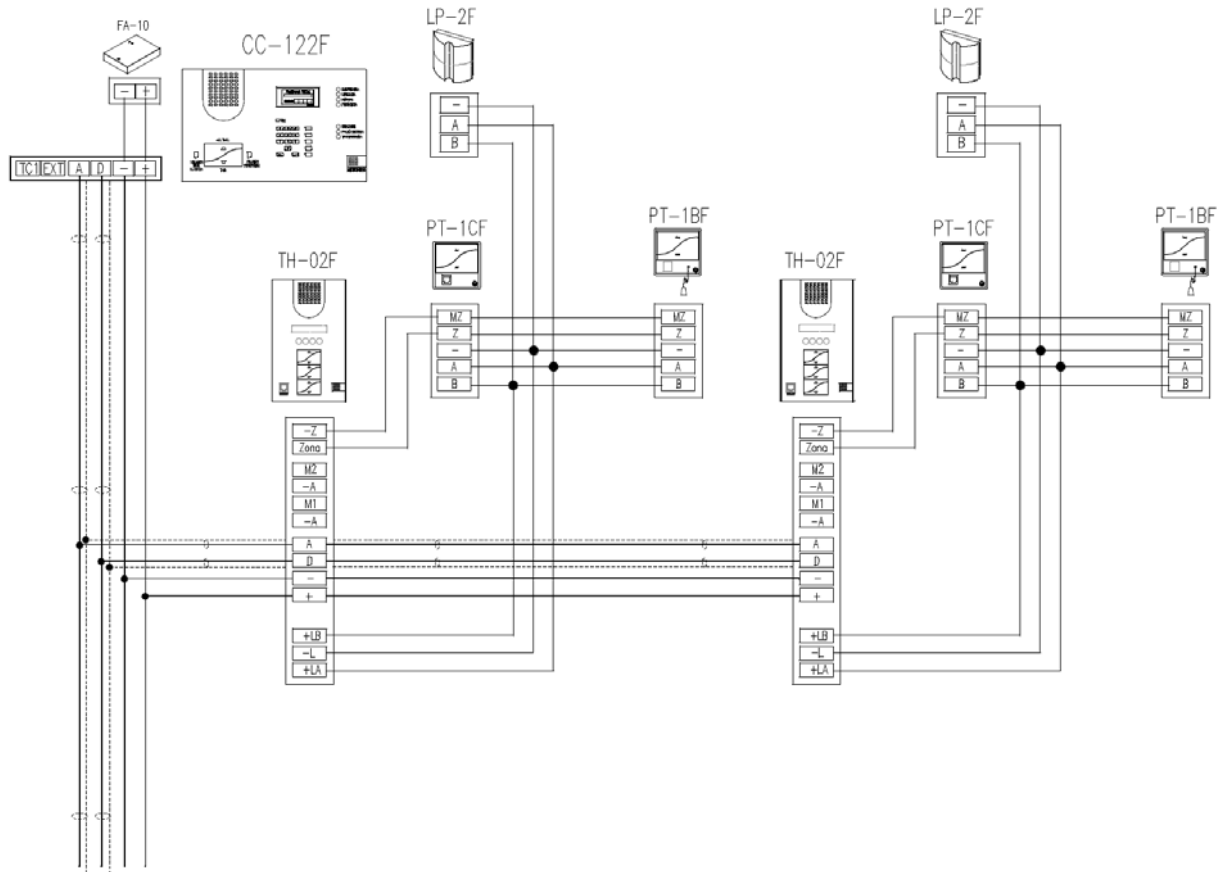 FA-10
CC-122F
LP-2F
LP-2F
- +
-
A
B
-
A
B
TC1 EXT A D - +
PT-1CF
PT-1BF
PT-1CF
PT-1BF
TH-02F
TH-02F
MZ
Z
-
A
B
MZ
Z
-
A
B
MZ
Z
-
A
B
MZ
Z
-
A
B
-Z
Zona
M2
-A
M1
-A
A
D
-
+
+LB
-L
+LA
-Z
Zona
M2
-A
M1
-A
A
D
-
+
+LB
-L
+LA